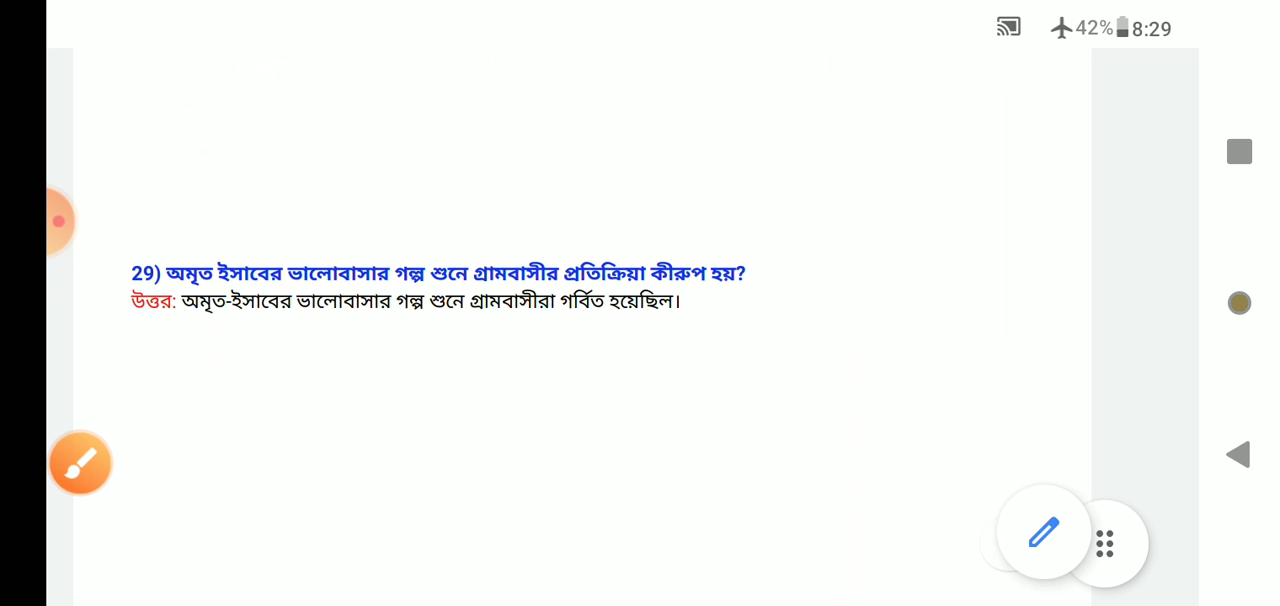 42% 8:29
29) অমৃত ইসাবের ভালোবাসার গল্প শুনে গ্রামবাসীর প্রতিক্রিয়া কীরুপ হয়?
উত্তর: অমৃত-ইসাবের ভালোবাসার গল্প শুনে গ্রামবাসীরা গর্বিত হয়েছিল।